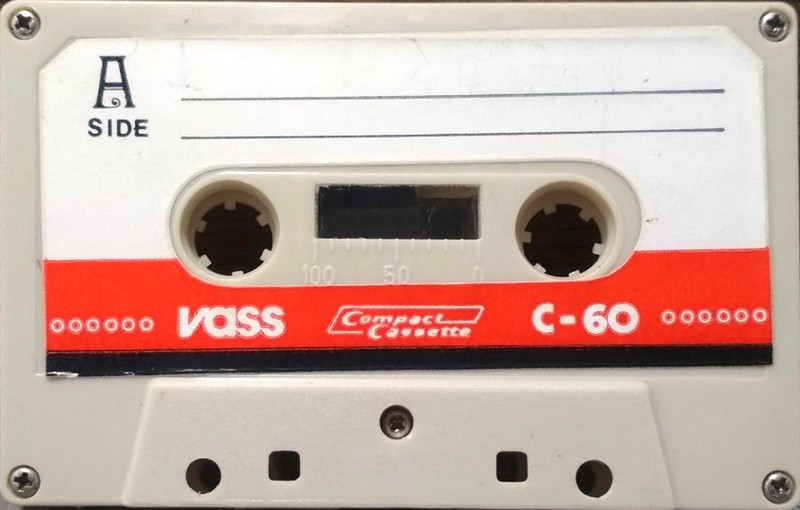 A
SIDE
100 50 0
vass Compact Cassette C-60